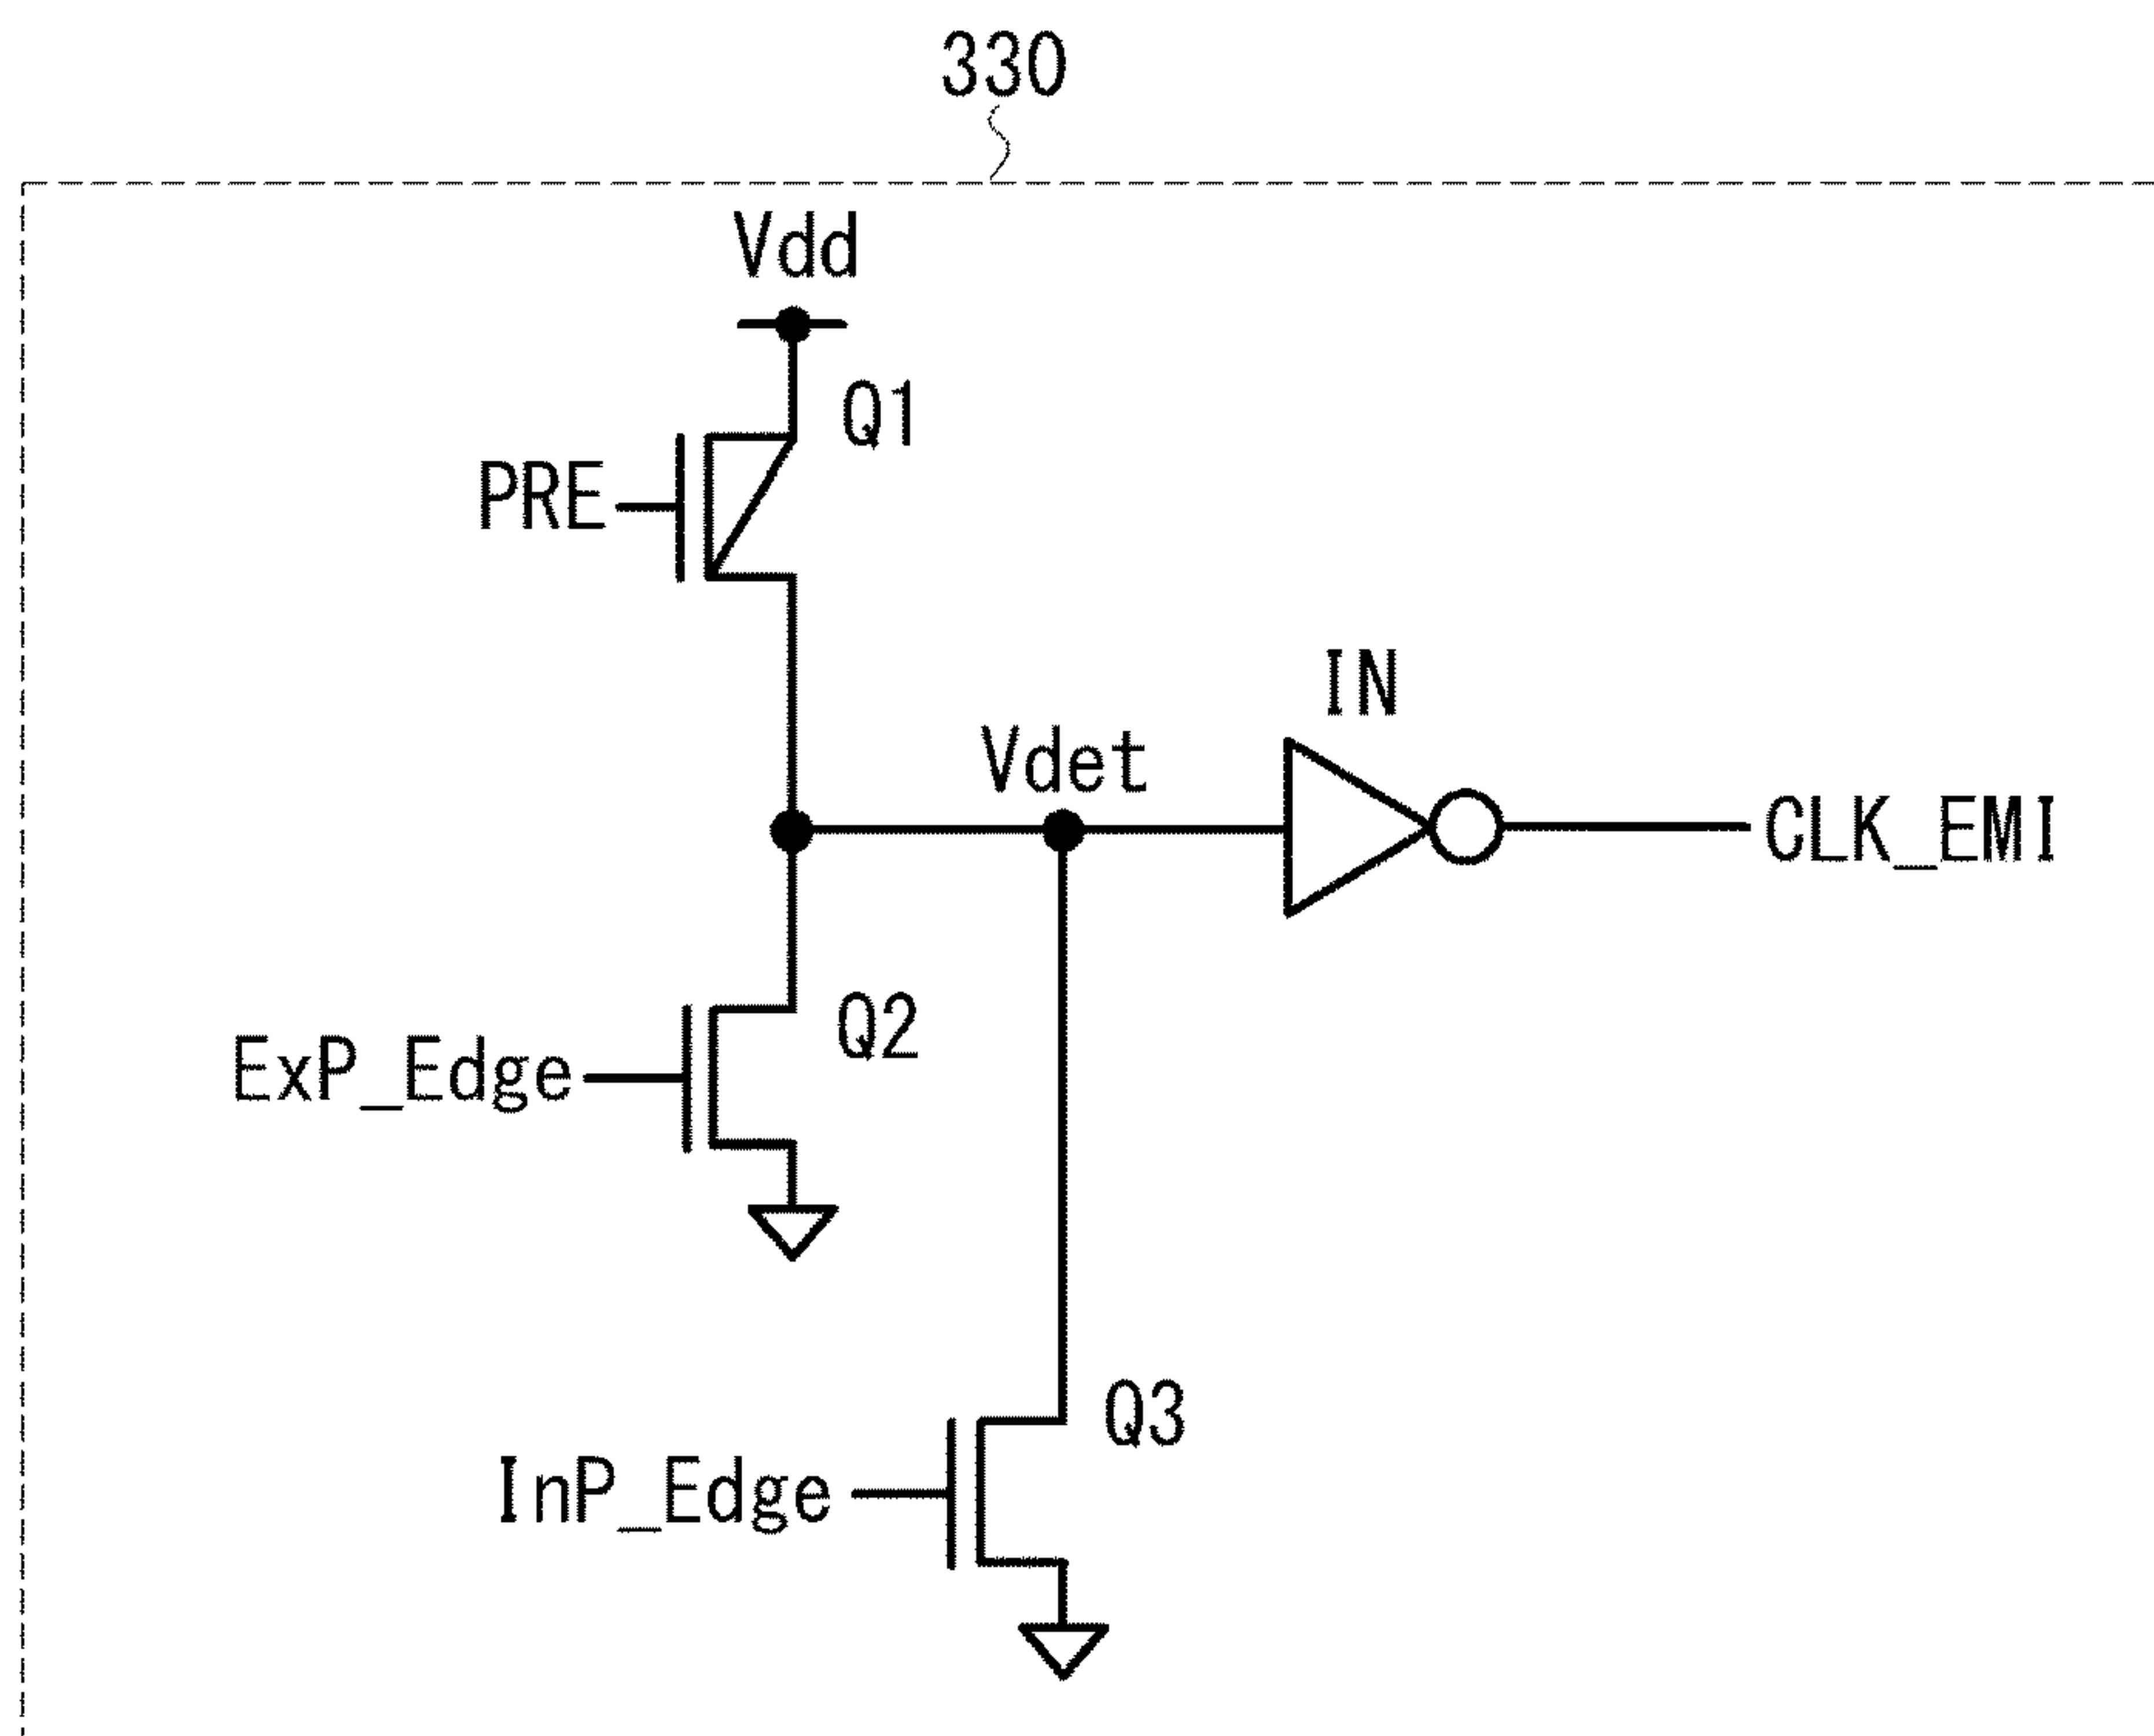 330
Vdd
Q1
PRE
IN
Vdet
CLK_EMI
Q2
ExP_Edge
Q3
InP_Edge